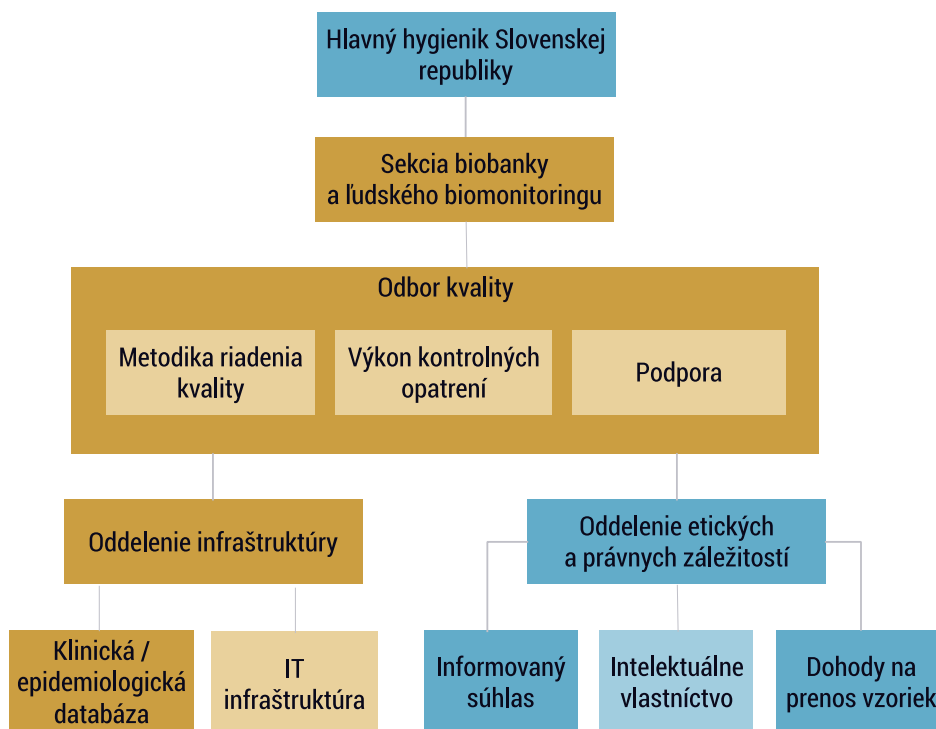 Hlavný hygienik Slovenskej
republiky
Sekcia biobanky
a ľudského biomonitoringu
Odbor kvality
Metodika riadenia
kvality
Výkon kontrolných
opatrení
Podpora
Oddelenie infraštruktúry
Oddelenie etických
a právnych záležitostí
Klinická /
epidemiologická
databáza
IT
infraštruktúra
Informovaný
súhlas
Intelektuálne
vlastníctvo
Dohody na
prenos vzoriek